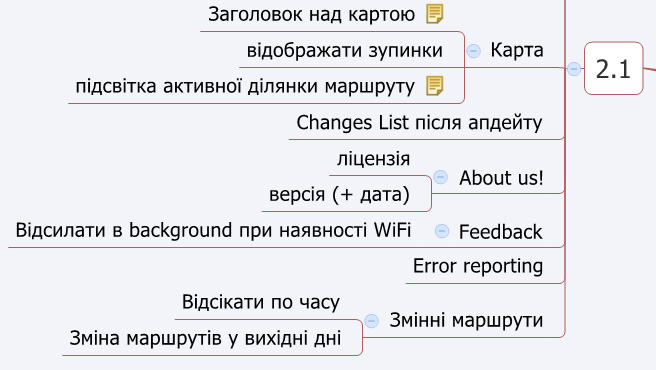 Заголовок над картою
відображати зупинки
Карта
2.1
підсвітка активної ділянки маршруту
Changes List після апдейту
ліцензія
About us!
версія (+ дата)
Відсилати в background при наявності WiFi
Feedback
Error reporting
Відсікати по часу
Змінні маршрути
Зміна маршрутів у вихідні дні